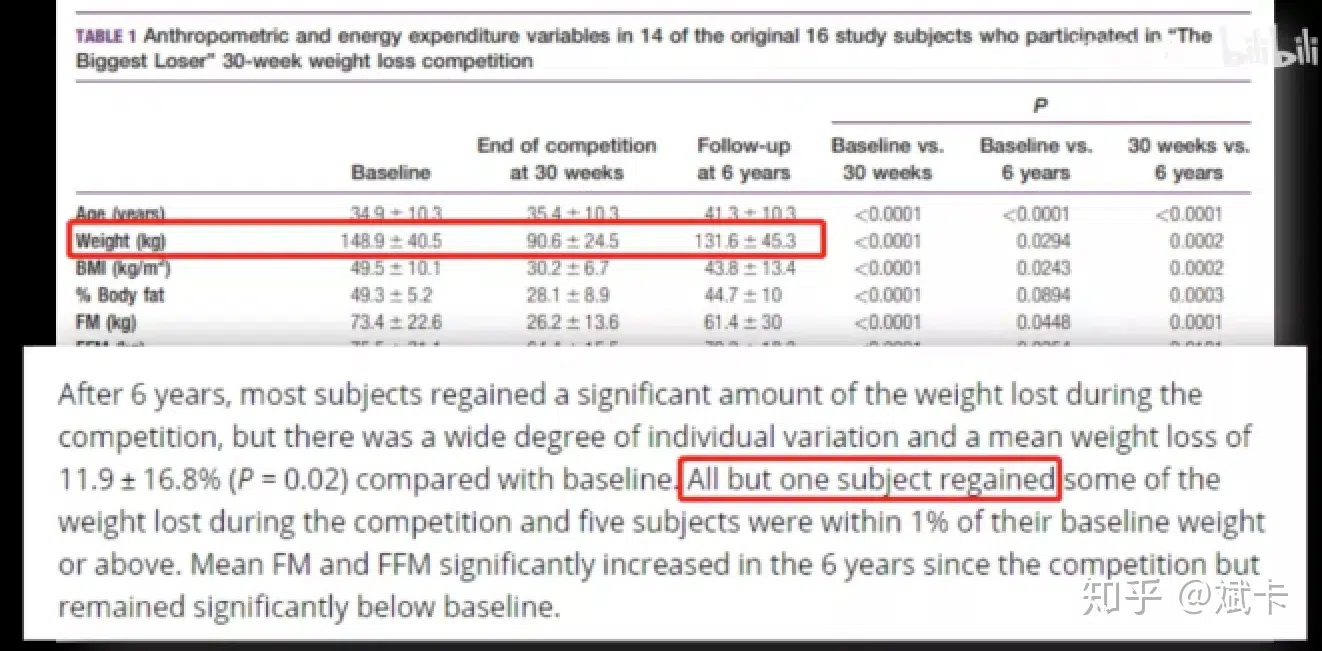 TABLE 1 Anthropometric and energy expenditure variables in 14 of the original 16 study subjects who participated in “The
Biggest Loser” 30-week weight loss competition
bilibili
P
Baseline
End of competition at 30 weeks
Follow-up at 6 years
Baseline vs. 30 weeks
Baseline vs. 6 years
30 weeks vs. 6 years
Age (years) 34.9 ± 10.3 35.4 ± 10.3 41.3 ± 10.3 <0.0001 <0.0001 <0.0001
Weight (kg) 148.9 ± 40.5 90.6 ± 24.5 131.6 ± 45.3 <0.0001 0.0294 0.0002
BMI (kg/m²) 49.5 ± 10.1 30.2 ± 6.7 43.8 ± 13.4 <0.0001 0.0243 0.0002
% Body fat 49.3 ± 5.2 28.1 ± 8.9 44.7 ± 10 <0.0001 0.0894 0.0003
FM (kg) 73.4 ± 22.6 26.2 ± 13.6 61.4 ± 30 <0.0001 0.0448 0.0001
After 6 years, most subjects regained a significant amount of the weight lost during the
competition, but there was a wide degree of individual variation and a mean weight loss of
11.9 ± 16.8% (P = 0.02) compared with baseline. All but one subject regained some of the
weight lost during the competition and five subjects were within 1% of their baseline weight
or above. Mean FM and FFM significantly increased in the 6 years since the competition but
remained significantly below baseline.
知乎 @斌卡